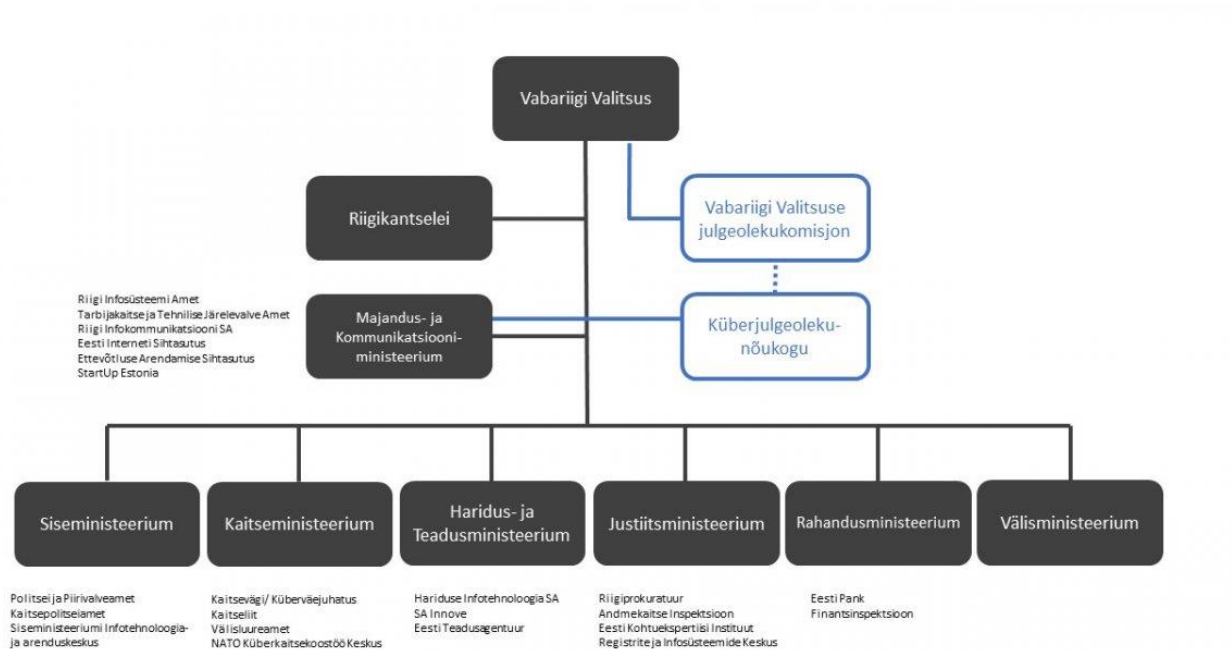 Vabariigi Valitsus
Riigikantselei
Vabariigi Valitsuse
julgeolekukomisjon
Riigi Infosüsteemi Amet
Tarbijakaitse ja Tehnilise Järelevalve Amet
Riigi Infokommunikatsiooni SA
Eesti Interneti Sihtasutus
Ettevõtluse Arendamise Sihtasutus
StartUp Estonia
Majandus- ja
Kommunikatsiooni-
ministeerium
Küberjulgeoleku-
nõukogu
Siseministeerium
Kaitseministeerium
Haridus- ja
Teadusministeerium
Justiitsministeerium
Rahandusministeerium
Välisministeerium
Politsei ja Piirivalveamet
Kaitsepolitseiamet
Siseministeeriumi Infotehnoloogia-
ja arenduskeskus
Kaitsevägi/ Küberväejuhatus
Kaitseliit
Välisluureamet
NATO Küberkaitsekoostöö Keskus
Hariduse Infotehnoloogia SA
SA Innove
Eesti Teadusagentuur
Riigiprokuratuur
Andmekaitse Inspektsioon
Eesti Kohtuekspertiisi Instituut
Registrite ja Infosüsteemide Keskus
Eesti Pank
Finantsinspektsioon